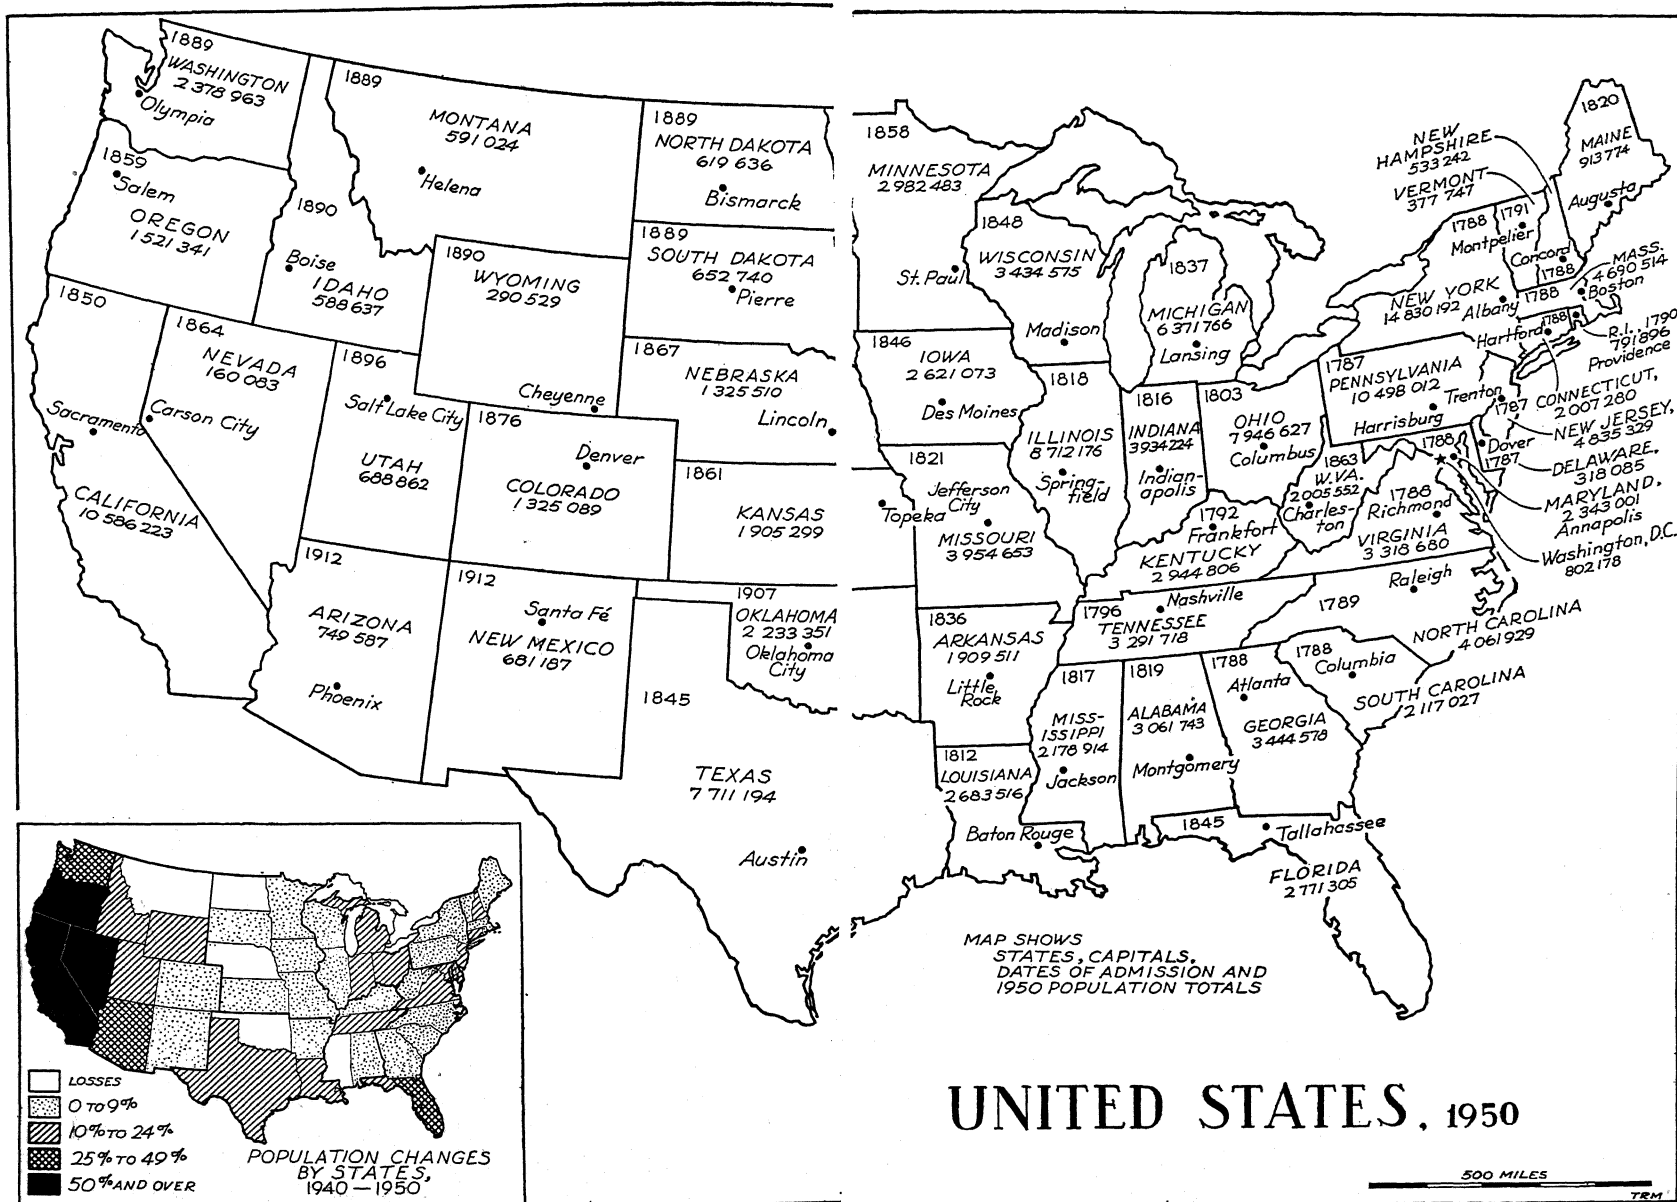 1889
WASHINGTON
2 378 963
Olympia
1859
Salem
OREGON
1 521 341
1890
Boise
IDAHO
588 637
1889
MONTANA
591 024
Helena
1889
NORTH DAKOTA
619 636
Bismarck
1889
SOUTH DAKOTA
652 740
Pierre
1890
WYOMING
290 529
Cheyenne
1850
Sacramento
CALIFORNIA
10 586 223
1864
NEVADA
160 083
Carson City
1896
Salt Lake City
UTAH
688 862
1867
NEBRASKA
1 325 510
Lincoln
1876
Denver
COLORADO
1 325 089
1861
KANSAS
1 905 299
Topeka
1912
ARIZONA
749 587
Phoenix
1912
Santa Fé
NEW MEXICO
681 187
1907
OKLAHOMA
2 233 351
Oklahoma
City
1845
TEXAS
7 711 194
Austin
1858
MINNESOTA
2 982 483
St. Paul
1848
WISCONSIN
3 434 575
Madison
1837
MICHIGAN
6 371 766
Lansing
1846
IOWA
2 621 073
Des Moines
1818
ILLINOIS
8 712 176
Spring-
field
1816
INDIANA
3 934 224
Indian-
apolis
1803
OHIO
7 946 627
Columbus
1821
Jefferson
City
MISSOURI
3 954 653
1792
Frankfort
KENTUCKY
2 944 806
1796
Nashville
TENNESSEE
3 291 718
1836
ARKANSAS
1 909 511
Little
Rock
1812
LOUISIANA
2 683 516
Baton Rouge
1817
MISS-
ISSIPPI
2 178 914
Jackson
1819
ALABAMA
3 061 743
Montgomery
1788
Atlanta
GEORGIA
3 444 578
1845
Tallahassee
FLORIDA
2 771 305
1788
Columbia
SOUTH CAROLINA
2 117 027
1789
Raleigh
NORTH CAROLINA
4 061 929
1863
W. VA.
2 005 552
Charles-
ton
1788
Richmond
VIRGINIA
3 318 680
1787
PENNSYLVANIA
10 498 012
Harrisburg
1788
NEW YORK
14 830 192
Albany
1820
MAINE
913 774
Augusta
NEW
HAMPSHIRE
533 242
VERMONT
377 747
1791
Montpelier
Concord
1788
MASS.
4 690 514
Boston
1788
R.I., 1790
791 896
Providence
Hartford
1788
CONNECTICUT,
2 007 280
Trenton
1787
NEW JERSEY,
4 835 329
Dover
1787
DELAWARE,
318 085
1788
MARYLAND,
2 343 001
Annapolis
Washington, D.C.
802 178
MAP SHOWS
STATES, CAPITALS,
DATES OF ADMISSION AND
1950 POPULATION TOTALS
UNITED STATES, 1950
500 MILES
TRM
LOSSES
0 TO 9%
10% TO 24%
25% TO 49%
50% AND OVER
POPULATION CHANGES
BY STATES,
1940—1950